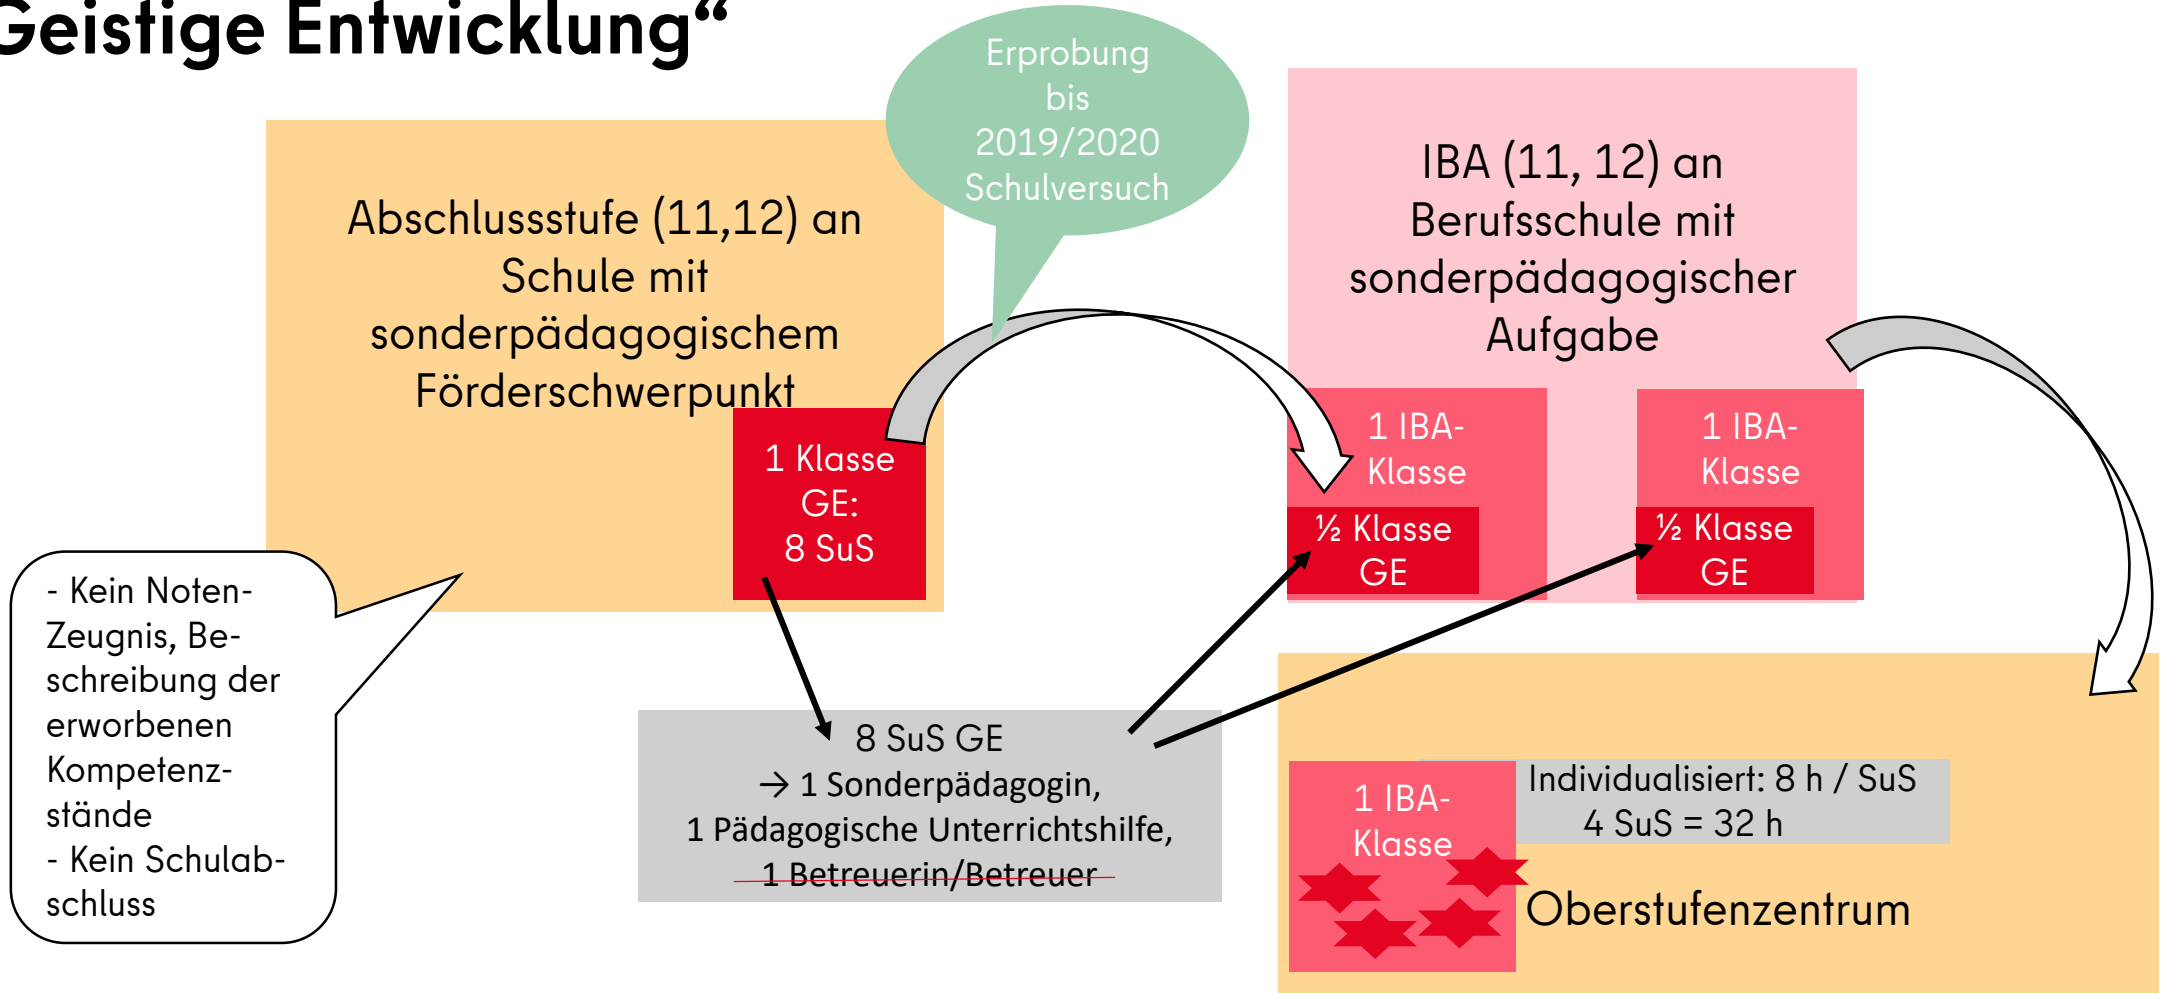 Geistige Entwicklung“
Erprobung
bis
2019/2020
Schulversuch
Abschlussstufe (11,12) an
Schule mit
sonderpädagogischem
Förderschwerpunkt
1 Klasse
GE:
8 SuS
IBA (11, 12) an
Berufsschule mit
sonderpädagogischer
Aufgabe
1 IBA-
Klasse
½ Klasse
GE
1 IBA-
Klasse
½ Klasse
GE
- Kein Noten-
Zeugnis, Be-
schreibung der
erworbenen
Kompetenz-
stände
- Kein Schulab-
schluss
8 SuS GE
→ 1 Sonderpädagogin,
1 Pädagogische Unterrichtshilfe,
1 Betreuerin/Betreuer
1 IBA-
Klasse
Individualisiert: 8 h / SuS
4 SuS = 32 h
Oberstufenzentrum